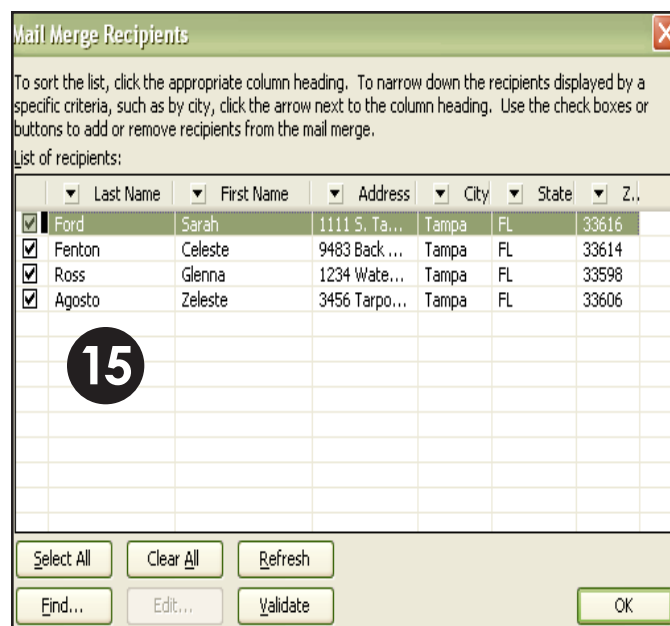 Mail Merge Recipients
To sort the list, click the appropriate column heading. To narrow down the recipients displayed by a
specific criteria, such as by city, click the arrow next to the column heading. Use the check boxes or
buttons to add or remove recipients from the mail merge.
List of recipients:
Last Name First Name Address City State Z..
Ford Sarah 1111 S. Ta... Tampa FL 33616
Fenton Celeste 9483 Back ... Tampa FL 33614
Ross Glenna 1234 Wate... Tampa FL 33598
Agosto Zeleste 3456 Tarpo... Tampa FL 33606
15
Select All Clear All Refresh
Find... Edit... Validate OK